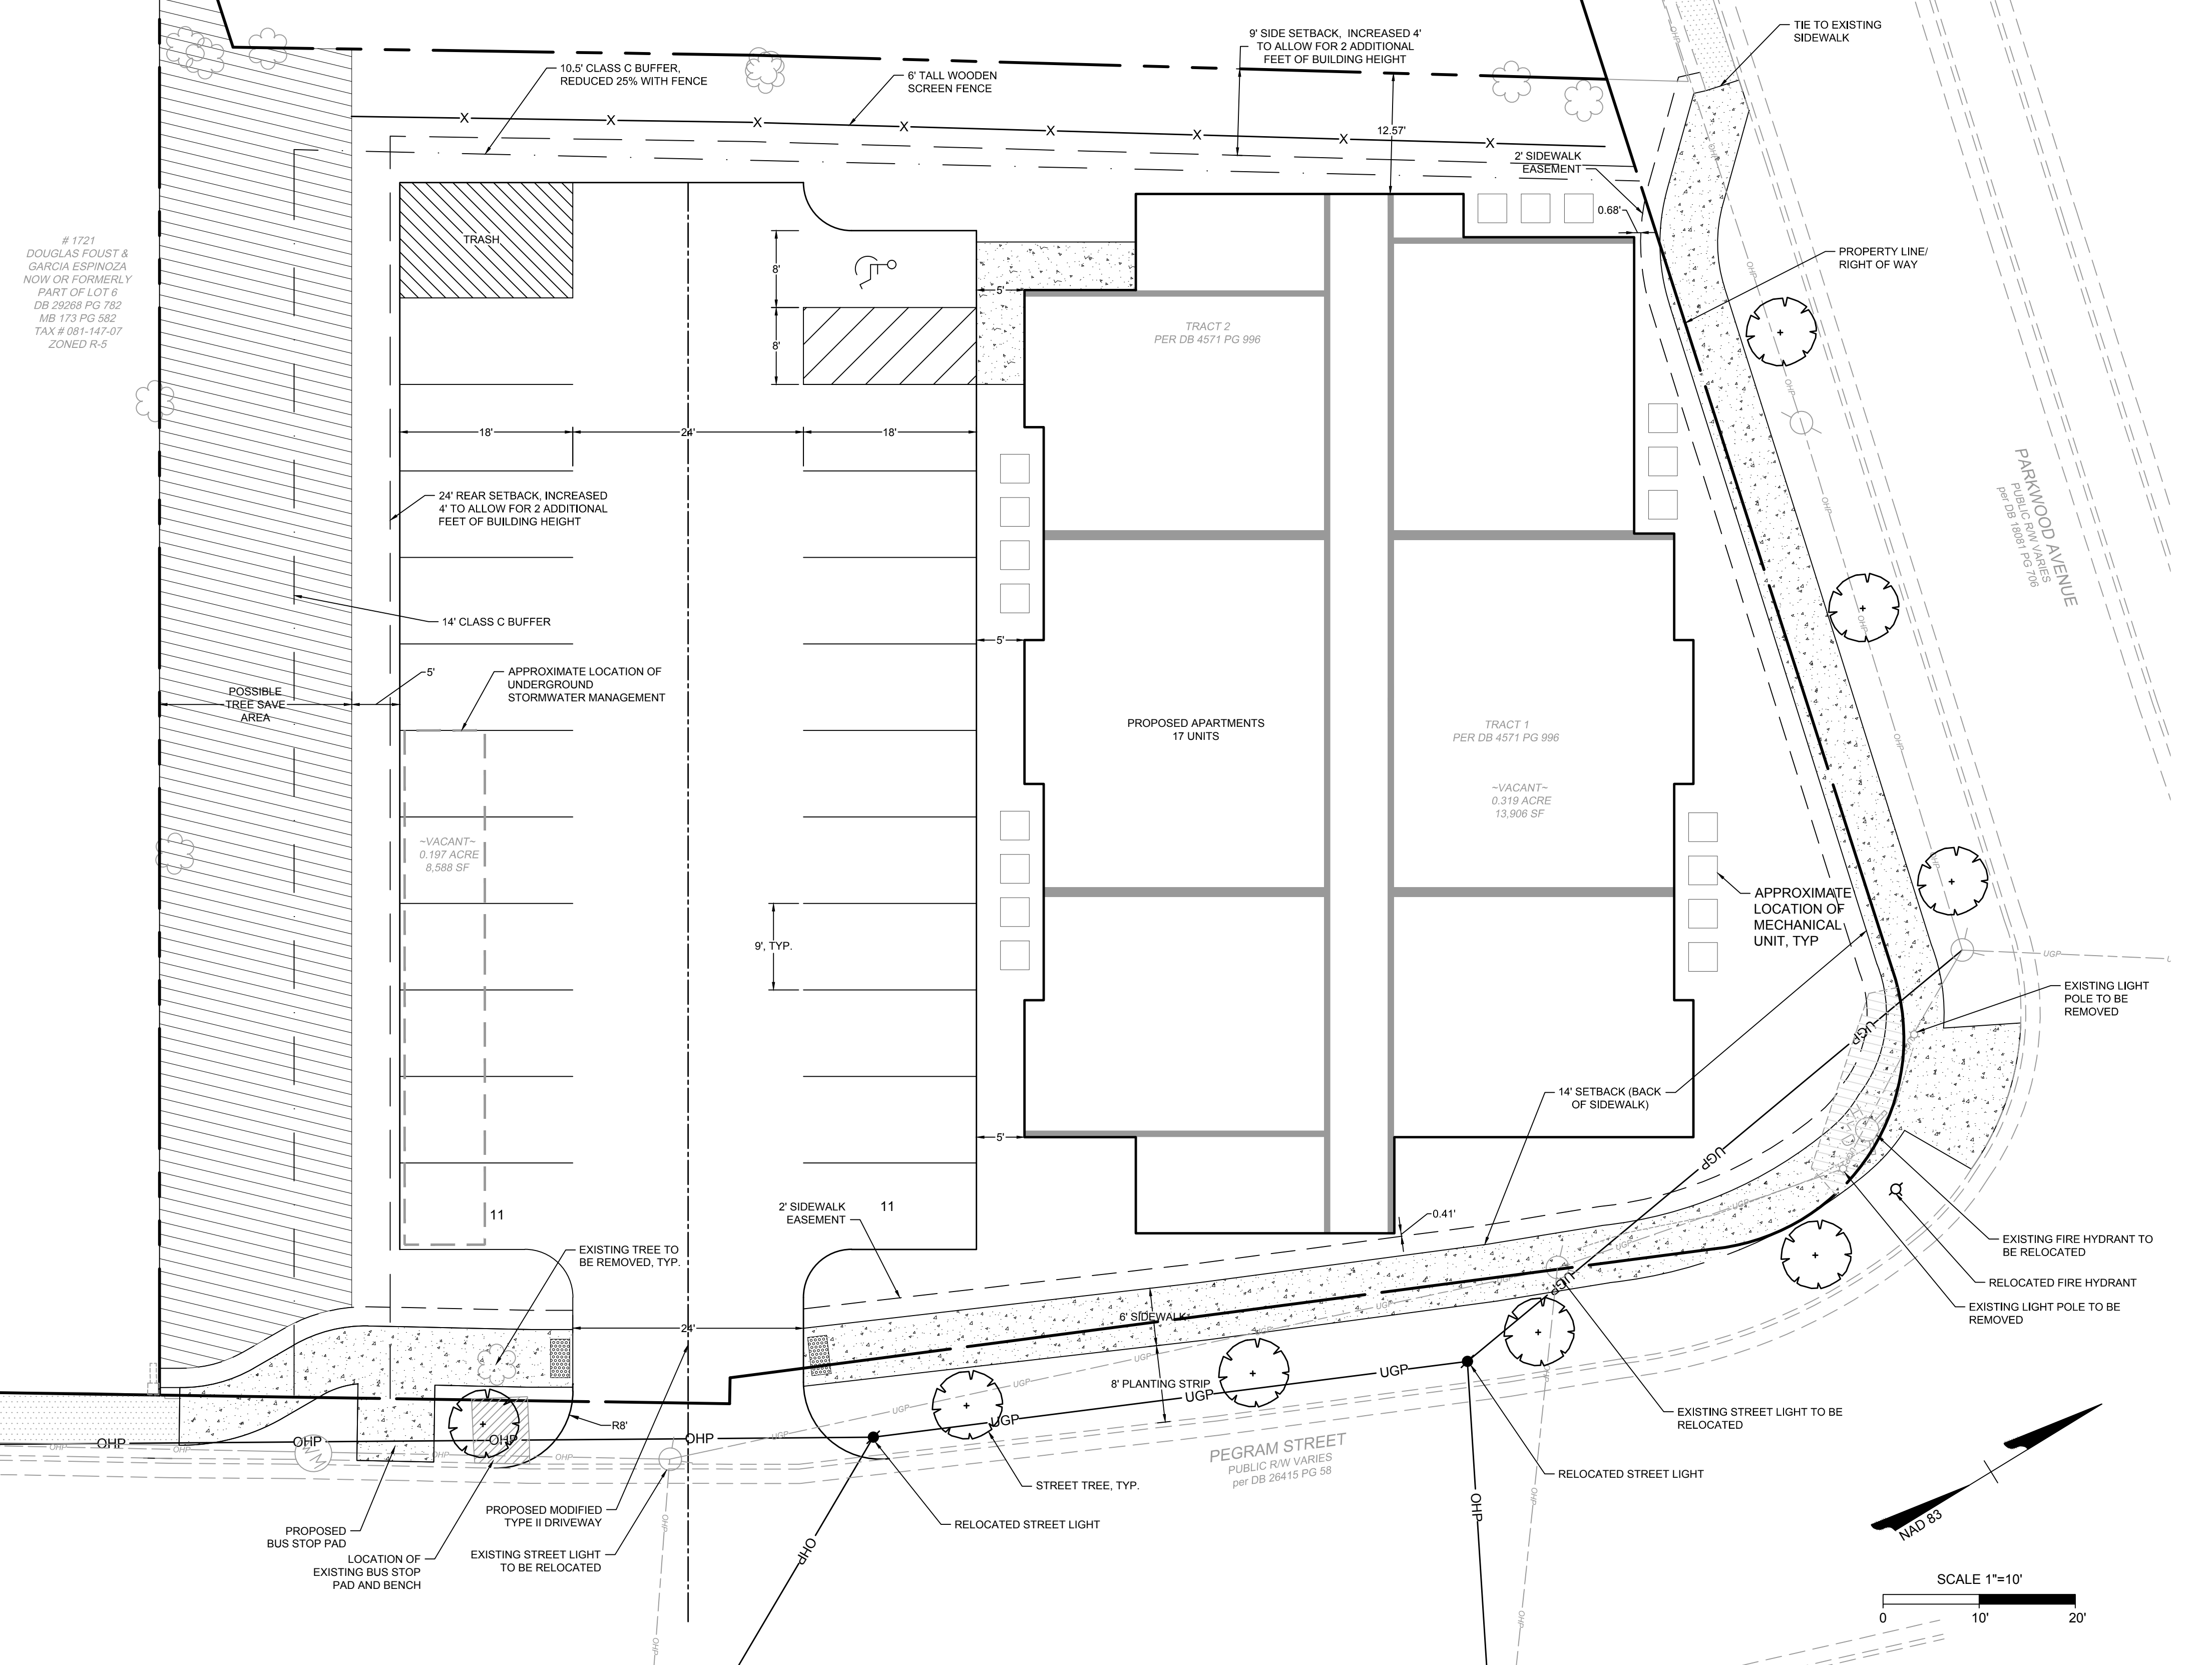 TIE TO EXISTING
SIDEWALK
9' SIDE SETBACK, INCREASED 4'
TO ALLOW FOR 2 ADDITIONAL
FEET OF BUILDING HEIGHT
10.5' CLASS C BUFFER,
REDUCED 25% WITH FENCE
6' TALL WOODEN
SCREEN FENCE
X X X X X X X X
12.57'
2' SIDEWALK
EASEMENT
0.68'
# 1721
DOUGLAS FOUST &
GARCIA ESPINOZA
NOW OR FORMERLY
PART OF LOT 6
DB 29268 PG 782
MB 173 PG 582
TAX # 081-147-07
ZONED R-5
TRASH
8'
8'
5'
PROPERTY LINE/
RIGHT OF WAY
TRACT 2
PER DB 4571 PG 996
18'
24'
18'
24' REAR SETBACK, INCREASED
4' TO ALLOW FOR 2 ADDITIONAL
FEET OF BUILDING HEIGHT
PARKWOOD AVENUE
PUBLIC R/W VARIES
per DB 18081 PG 706
14' CLASS C BUFFER
5'
5'
APPROXIMATE LOCATION OF
UNDERGROUND
STORMWATER MANAGEMENT
POSSIBLE
TREE SAVE
AREA
PROPOSED APARTMENTS
17 UNITS
TRACT 1
PER DB 4571 PG 996
~VACANT~
0.319 ACRE
13,906 SF
~VACANT~
0.197 ACRE
8,588 SF
9', TYP.
APPROXIMATE
LOCATION OF
MECHANICAL
UNIT, TYP
EXISTING LIGHT
POLE TO BE
REMOVED
14' SETBACK (BACK
OF SIDEWALK)
5'
11
2' SIDEWALK
EASEMENT
11
0.41'
EXISTING TREE TO
BE REMOVED, TYP.
EXISTING FIRE HYDRANT TO
BE RELOCATED
RELOCATED FIRE HYDRANT
EXISTING LIGHT POLE TO BE
REMOVED
24'
6' SIDEWALK
8' PLANTING STRIP
R8'
OHP OHP OHP OHP
UGP UGP UGP UGP UGP UGP
OHP
OHP
EXISTING STREET LIGHT TO BE
RELOCATED
PEGRAM STREET
PUBLIC R/W VARIES
per DB 26415 PG 58
RELOCATED STREET LIGHT
STREET TREE, TYP.
RELOCATED STREET LIGHT
PROPOSED MODIFIED
TYPE II DRIVEWAY
PROPOSED
BUS STOP PAD
LOCATION OF
EXISTING BUS STOP
PAD AND BENCH
EXISTING STREET LIGHT
TO BE RELOCATED
NAD 83
SCALE 1"=10'
0 10' 20'